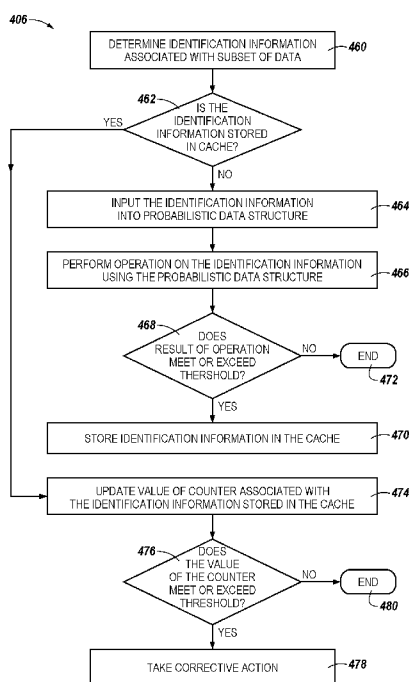 406
DETERMINE IDENTIFICATION INFORMATION
ASSOCIATED WITH SUBSET OF DATA
460
462
IS THE
IDENTIFICATION
INFORMATION STORED
IN CACHE?
YES
NO
INPUT THE IDENTIFICATION INFORMATION
INTO PROBABILISTIC DATA STRUCTURE
464
PERFORM OPERATION ON THE IDENTIFICATION INFORMATION
USING THE PROBABILISTIC DATA STRUCTURE
466
468
DOES
RESULT OF OPERATION
MEET OR EXCEED
THERSHOLD?
NO
END
472
YES
STORE IDENTIFICATION INFORMATION IN THE CACHE
470
UPDATE VALUE OF COUNTER ASSOCIATED WITH
THE IDENTIFICATION INFORMATION STORED IN THE CACHE
474
476
DOES
THE VALUE
OF THE COUNTER
MEET OR EXCEED
THRESHOLD?
NO
END
480
YES
TAKE CORRECTIVE ACTION
478